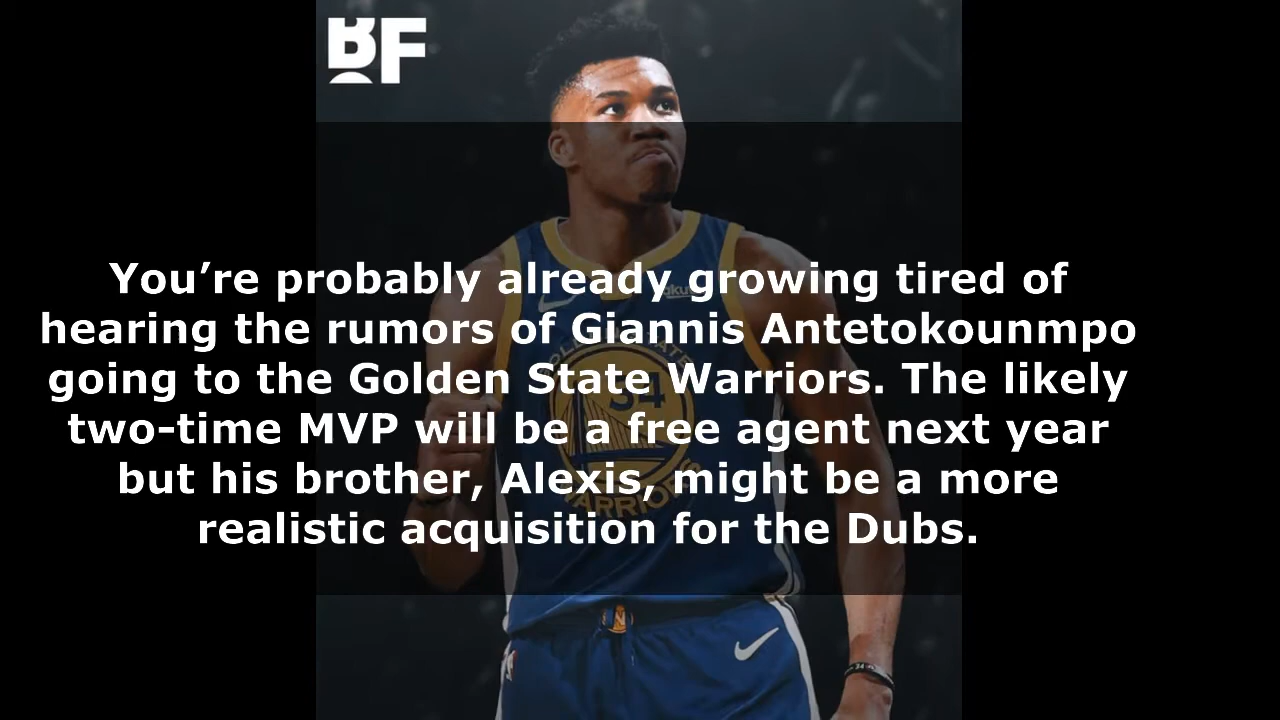 BF
You’re probably already growing tired of
hearing the rumors of Giannis Antetokounmpo
going to the Golden State Warriors. The likely
two-time MVP will be a free agent next year
but his brother, Alexis, might be a more
realistic acquisition for the Dubs.
34
WARRIORS